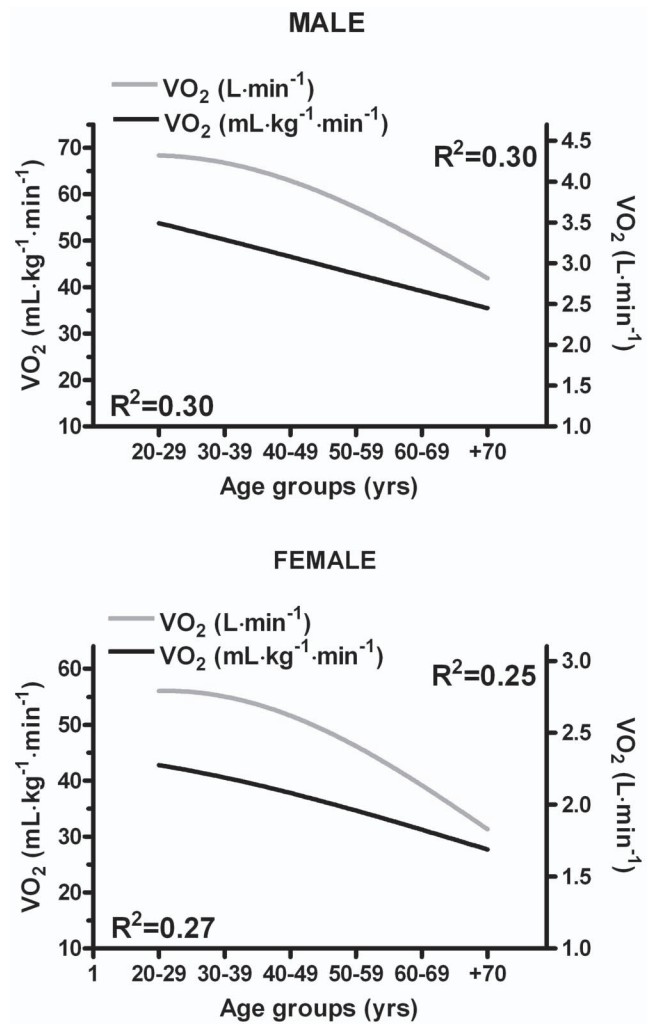 MALE
VO₂ (L·min⁻¹)
VO₂ (mL·kg⁻¹·min⁻¹)
R²=0.30
VO₂ (mL·kg⁻¹·min⁻¹)
70
60
50
40
30
20
10
VO₂ (L·min⁻¹)
4.5
4.0
3.5
3.0
2.5
2.0
1.5
1.0
R²=0.30
20-29 30-39 40-49 50-59 60-69 +70
Age groups (yrs)
FEMALE
VO₂ (L·min⁻¹)
VO₂ (mL·kg⁻¹·min⁻¹)
R²=0.25
VO₂ (mL·kg⁻¹·min⁻¹)
60
50
40
30
20
10
VO₂ (L·min⁻¹)
3.0
2.5
2.0
1.5
1.0
R²=0.27
1 20-29 30-39 40-49 50-59 60-69 +70
Age groups (yrs)